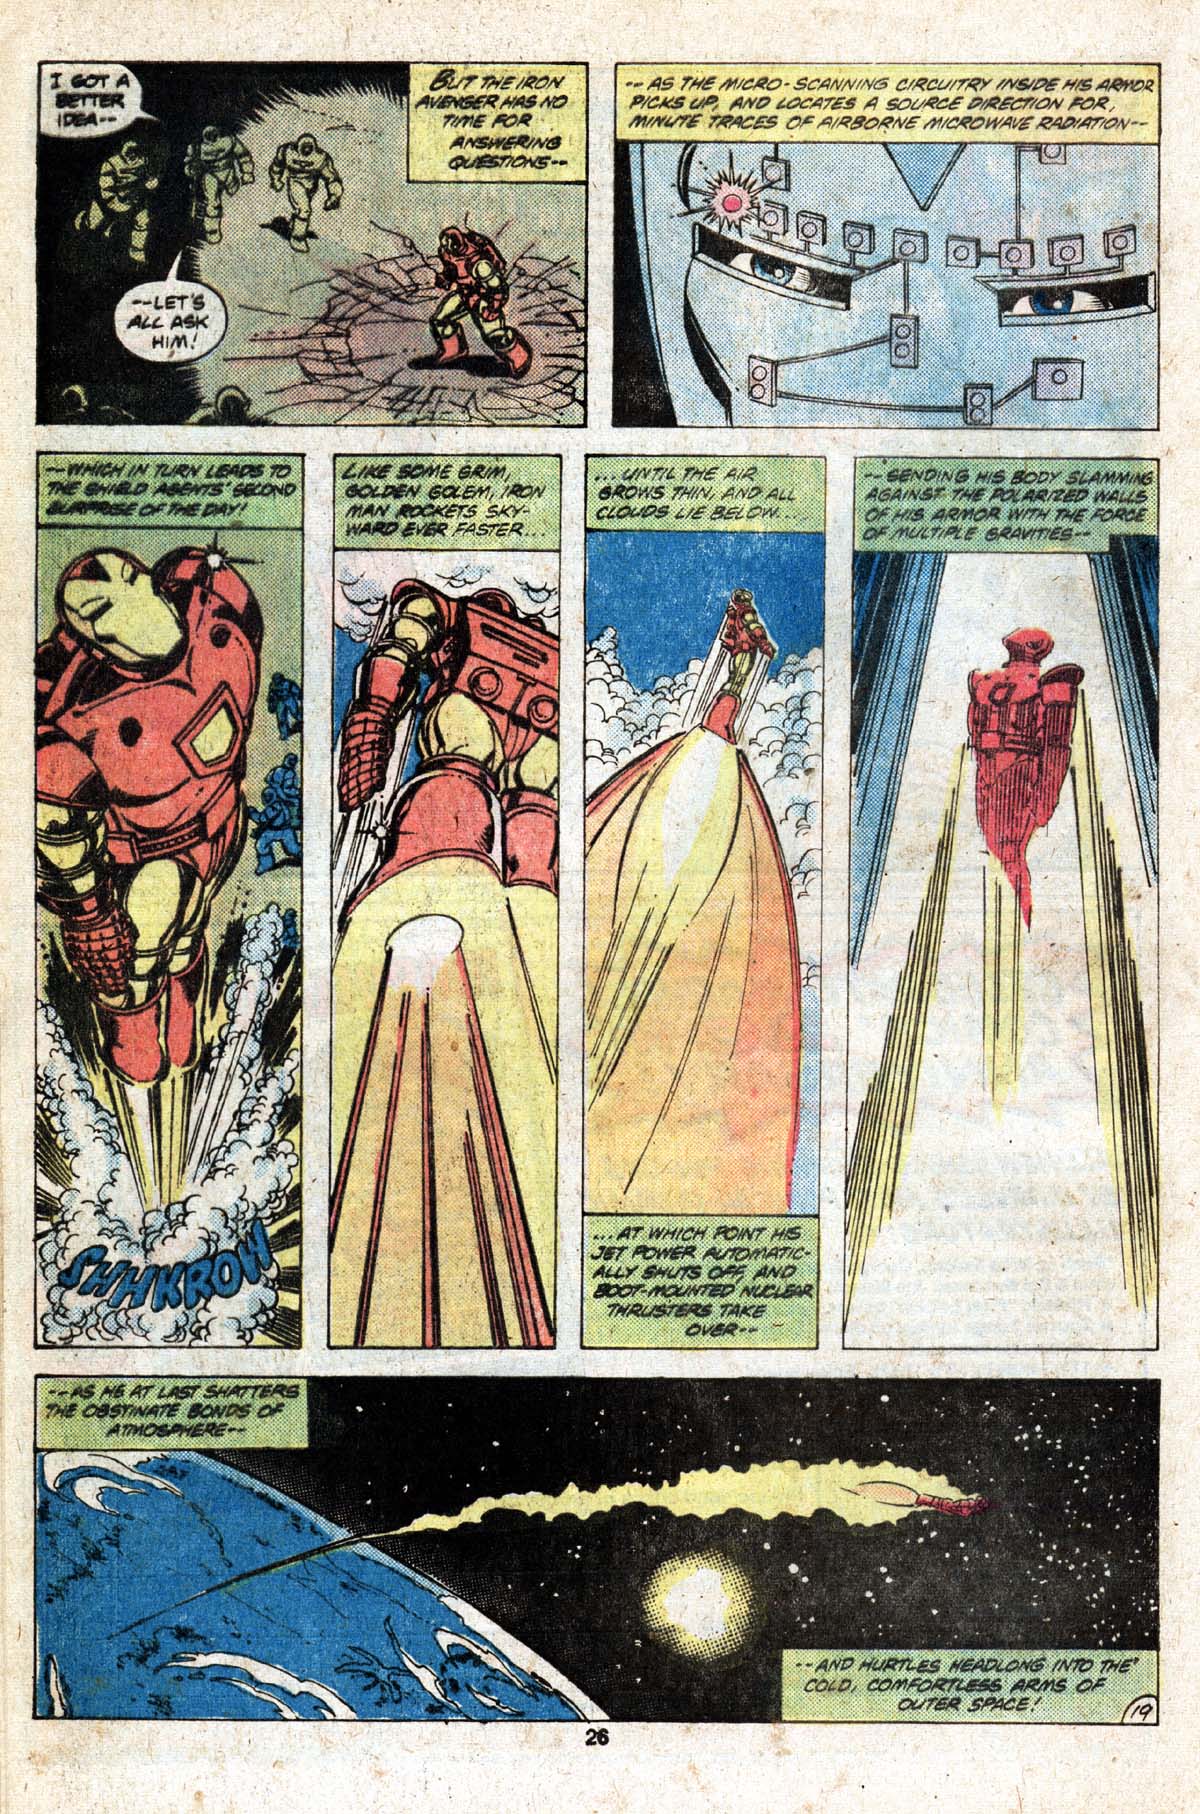 I GOT A
BETTER
IDEA--
--LET'S
ALL ASK
HIM!
BUT THE IRON
AVENGER HAS NO
TIME FOR
ANSWERING
QUESTIONS--
--AS THE MICRO-SCANNING CIRCUITRY INSIDE HIS ARMOR
PICKS UP, AND LOCATES A SOURCE DIRECTION FOR,
MINUTE TRACES OF AIRBORNE MICROWAVE RADIATION--
--WHICH IN TURN LEADS TO
THE SHIELD AGENTS' SECOND
SURPRISE OF THE DAY!
SHHKROW
LIKE SOME GRIM,
GOLDEN GOLEM, IRON
MAN ROCKETS SKY-
WARD EVER FASTER...
...UNTIL THE AIR
GROWS THIN, AND ALL
CLOUDS LIE BELOW...
...AT WHICH POINT HIS
JET POWER AUTOMATIC-
ALLY SHUTS OFF, AND
BOOT-MOUNTED NUCLEAR
THRUSTERS TAKE
OVER--
--SENDING HIS BODY SLAMMING
AGAINST THE POLARIZED WALLS
OF HIS ARMOR WITH THE FORCE
OF MULTIPLE GRAVITIES--
--AS HE AT LAST SHATTERS
THE OBSTINATE BONDS OF
ATMOSPHERE--
--AND HURTLES HEADLONG INTO THE
COLD, COMFORTLESS ARMS OF
OUTER SPACE!
19
26